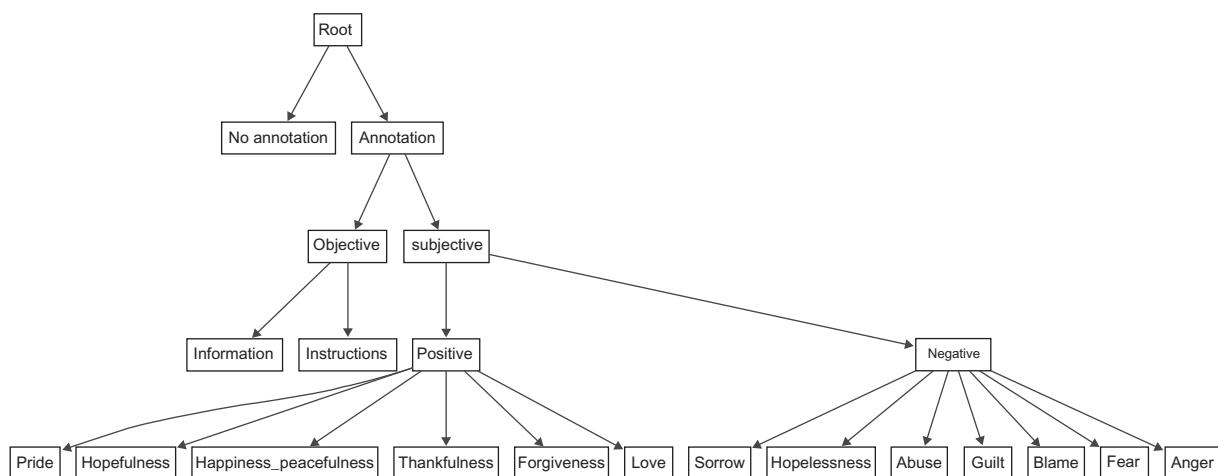 Root
No annotation
Annotation
Objective
subjective
Information
Instructions
Positive
Negative
Pride
Hopefulness
Happiness_peacefulness
Thankfulness
Forgiveness
Love
Sorrow
Hopelessness
Abuse
Guilt
Blame
Fear
Anger